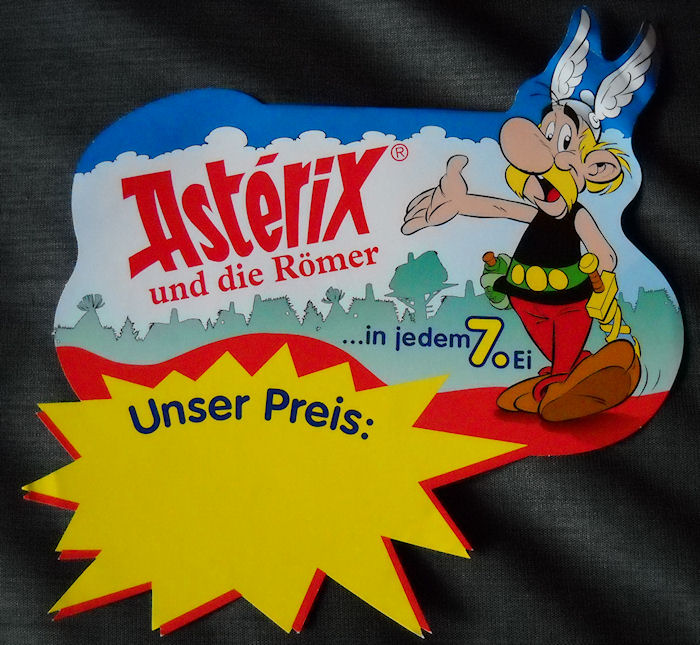 Astérix®
und die Römer
...in jedem 7. Ei
Unser Preis: